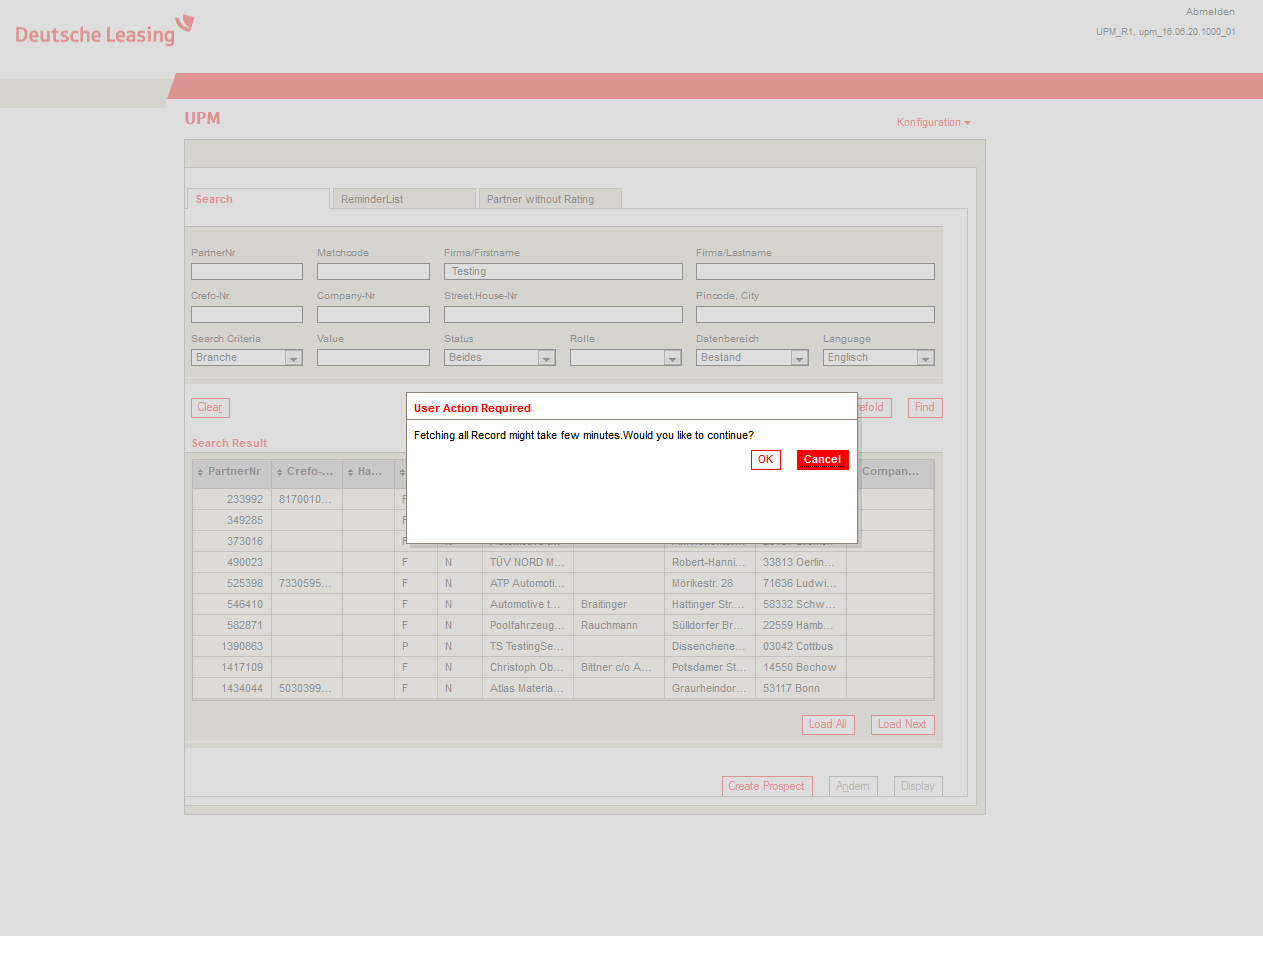 Abmelden
Deutsche Leasing
UPM_R1, upm_16.06.20.1000_01
UPM
Konfiguration
Search ReminderList Partner without Rating
PartnerNr Matchcode Firma/Firstname Firma/Lastname
Testing
Crefo-Nr. Company-Nr Street,House-Nr Pincode, City
Search Criteria Value Status Rolle Datenbereich Language
Branche Beides Bestand Englisch
Clear Find
User Action Required
Fetching all Record might take few minutes.Would you like to continue?
OK Cancel
Search Result
PartnerNr Crefo-... Ha... Compan...
233992 8170010...
349285
373016
490023 F N TÜV NORD M... Robert-Hanni... 33813 Oerlin...
525398 7330595... F N ATP Automoti... Mörikestr. 28 71636 Ludwi...
546410 F N Automotive t... Braitinger Hattinger Str.... 58332 Schw...
582871 F N Poolfahrzeug... Rauchmann Sülldorfer Br... 22559 Hamb...
1390863 P N TS TestingSe... Dissenchene... 03042 Cottbus
1417109 F N Christoph Ob... Bittner c/o A... Potsdamer St... 14550 Bochow
1434044 5030399... F N Atlas Materia... Graurheindor... 53117 Bonn
Load All Load Next
Create Prospect Ändern Display